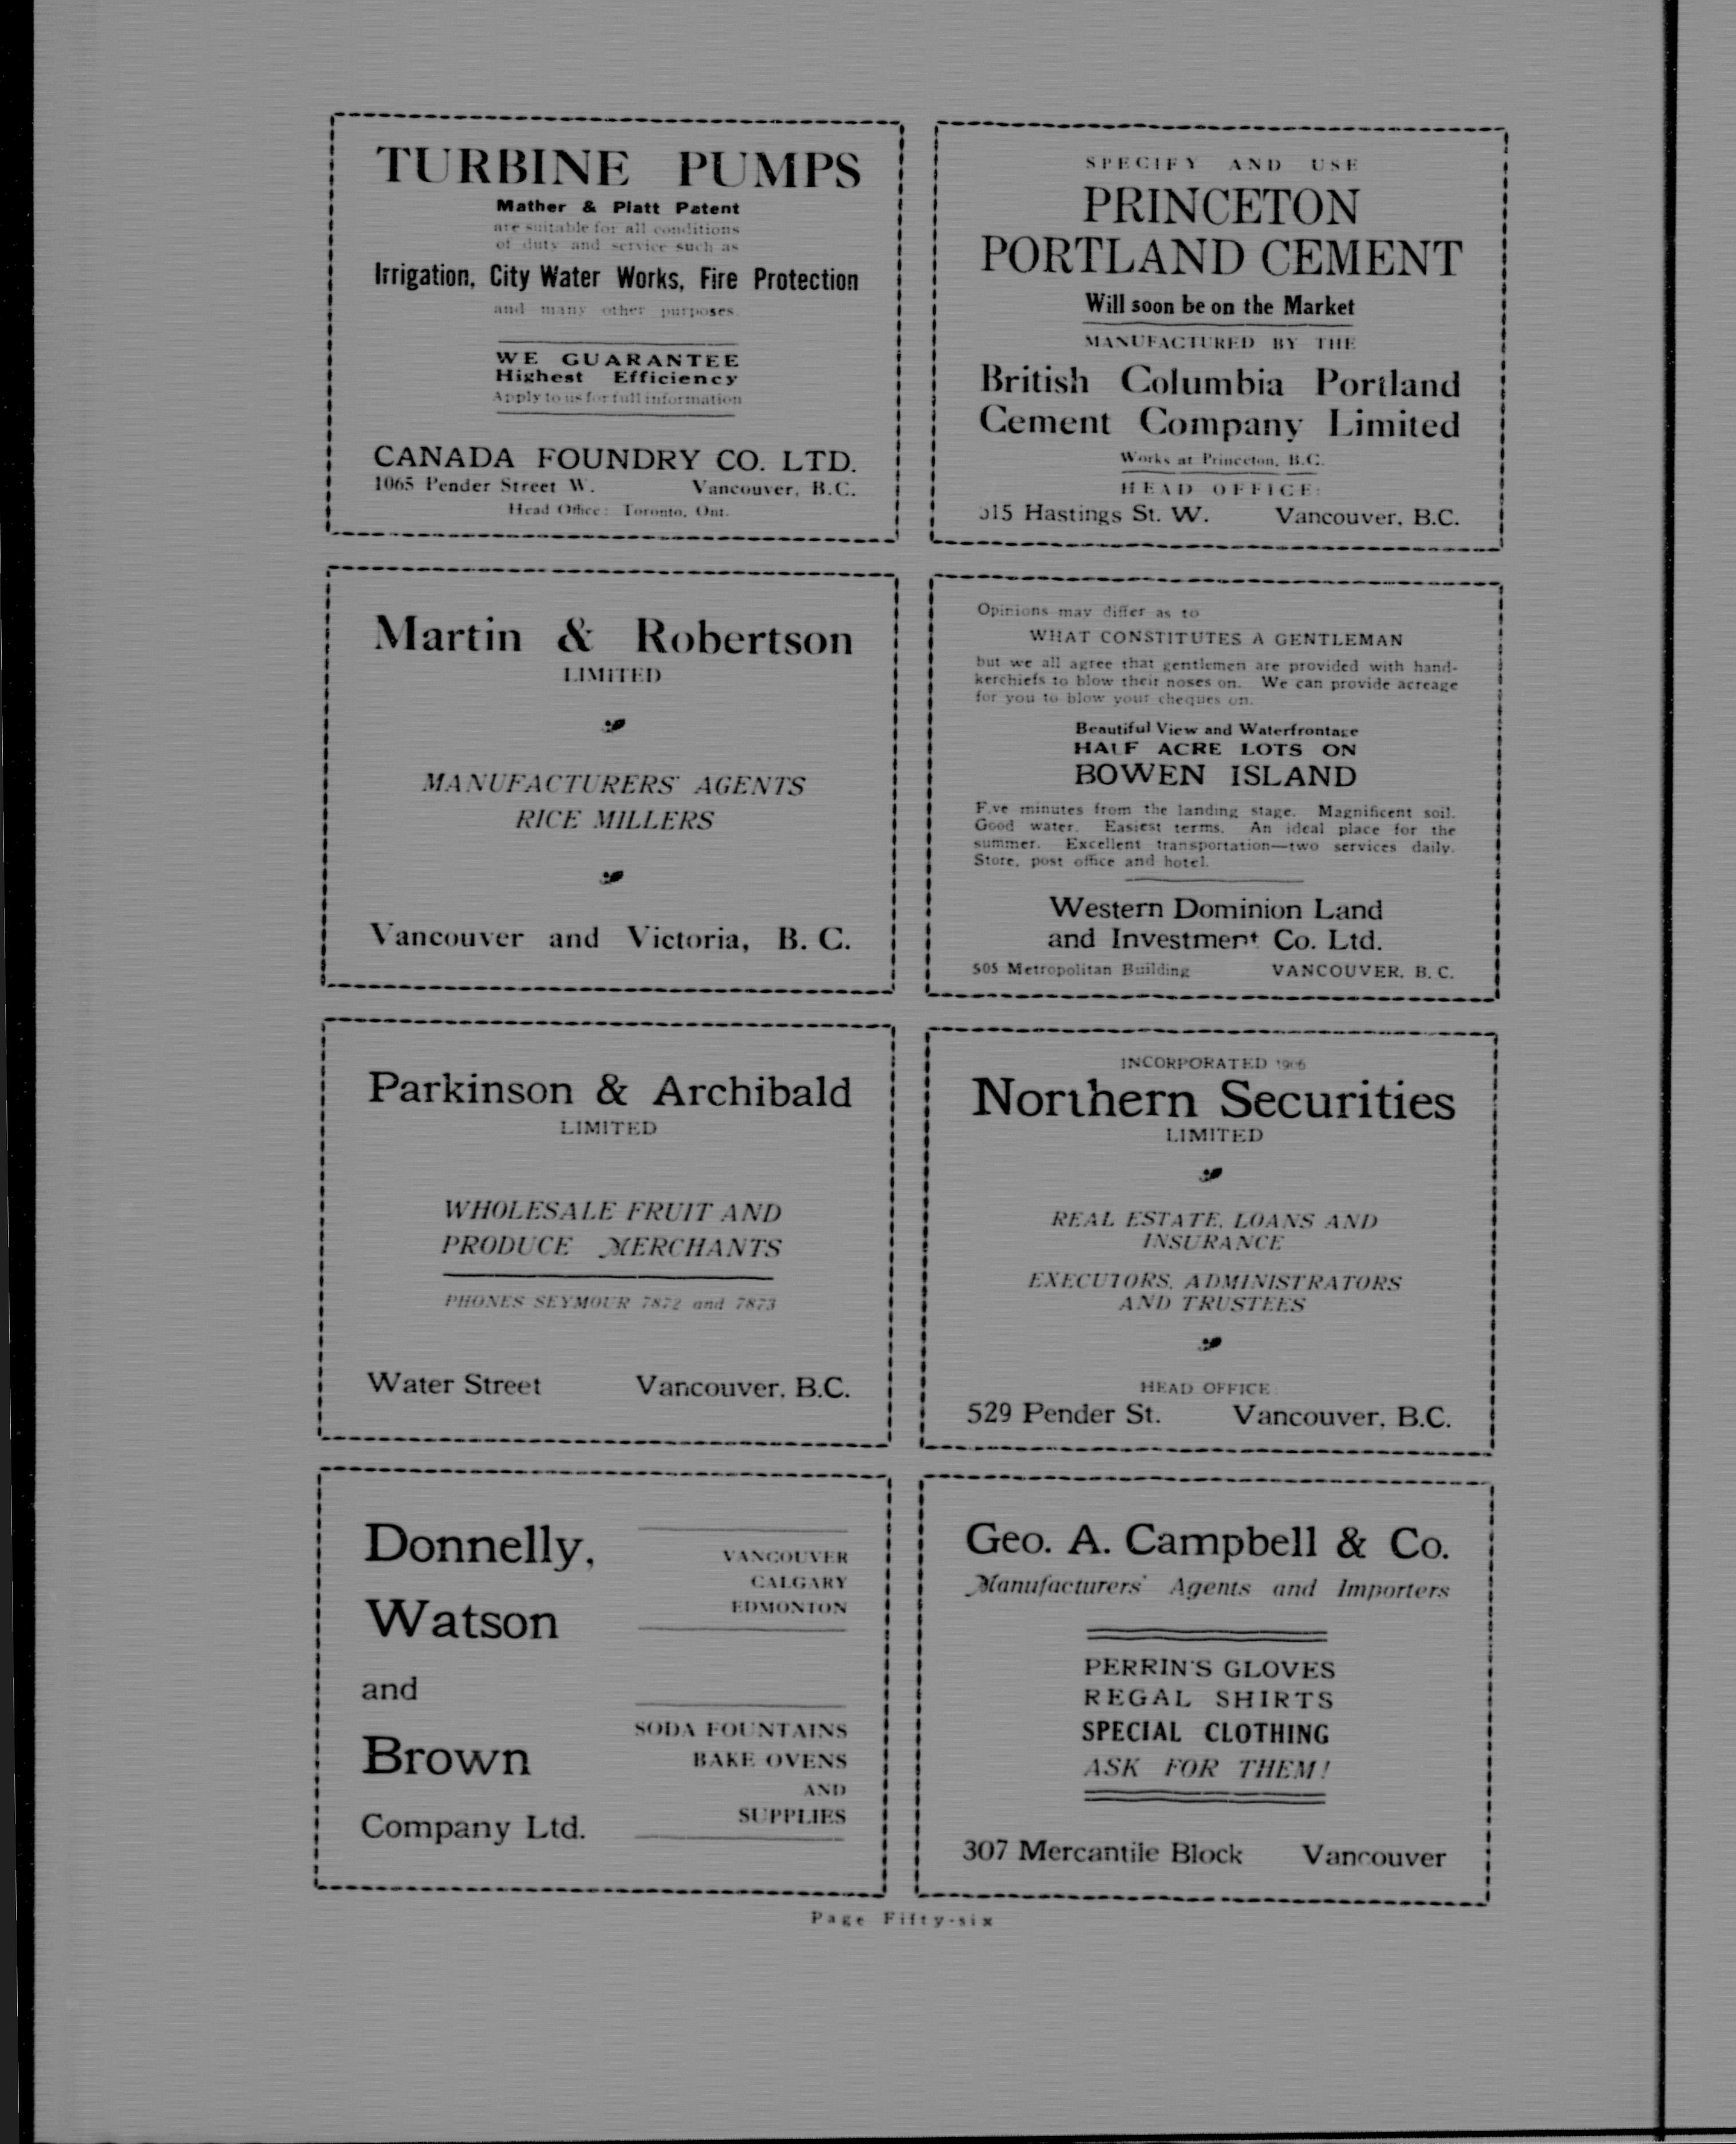 TURBINE PUMPS
Mather & Platt Patent
are suitable for all conditions
of duty and service such as
Irrigation, City Water Works, Fire Protection
and many other purposes.
WE GUARANTEE
Highest Efficiency
Apply to us for full information
CANADA FOUNDRY CO. LTD.
1065 Pender Street W. Vancouver, B.C.
Head Office: Toronto, Ont.
SPECIFY AND USE
PRINCETON
PORTLAND CEMENT
Will soon be on the Market
MANUFACTURED BY THE
British Columbia Portland
Cement Company Limited
Works at Princeton, B.C.
HEAD OFFICE:
Hastings St. W. Vancouver, B.C.
Martin & Robertson
LIMITED
MANUFACTURERS' AGENTS
RICE MILLERS
Vancouver and Victoria, B. C.
Opinions may differ as to
WHAT CONSTITUTES A GENTLEMAN
but we all agree that gentlemen are provided with hand-
kerchiefs to blow their noses on. We can provide acreage
for you to blow your cheques on.
Beautiful View and Waterfrontage
HALF ACRE LOTS ON
BOWEN ISLAND
Five minutes from the landing stage. Magnificent soil.
Good water. Easiest terms. An ideal place for the
summer. Excellent transportation—two services daily.
Store, post office and hotel.
Western Dominion Land
and Investment Co. Ltd.
505 Metropolitan Building VANCOUVER, B. C.
Parkinson & Archibald
LIMITED
WHOLESALE FRUIT AND
PRODUCE MERCHANTS
PHONES SEYMOUR 7872 and 7873
Water Street Vancouver, B.C.
INCORPORATED 1906
Northern Securities
LIMITED
REAL ESTATE, LOANS AND
INSURANCE
EXECUTORS, ADMINISTRATORS
AND TRUSTEES
HEAD OFFICE:
529 Pender St. Vancouver, B.C.
Donnelly,
Watson
and
Brown
Company Ltd.
VANCOUVER
CALGARY
EDMONTON
SODA FOUNTAINS
BAKE OVENS
AND
SUPPLIES
Geo. A. Campbell & Co.
Manufacturers' Agents and Importers
PERRIN'S GLOVES
REGAL SHIRTS
SPECIAL CLOTHING
ASK FOR THEM!
307 Mercantile Block Vancouver
Page Fifty-six